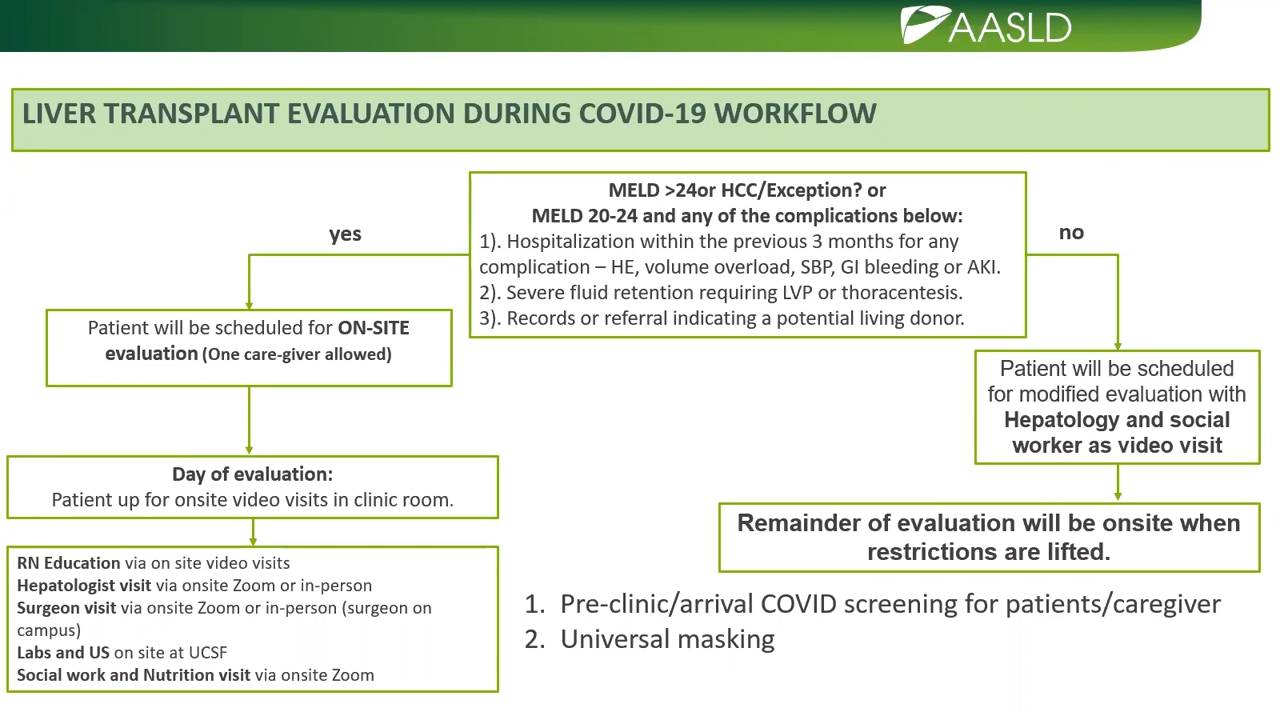 AASLD
LIVER TRANSPLANT EVALUATION DURING COVID-19 WORKFLOW
MELD >24or HCC/Exception? or
MELD 20-24 and any of the complications below:
1). Hospitalization within the previous 3 months for any
complication – HE, volume overload, SBP, GI bleeding or AKI.
2). Severe fluid retention requiring LVP or thoracentesis.
3). Records or referral indicating a potential living donor.
yes
no
Patient will be scheduled for ON-SITE
evaluation (One care-giver allowed)
Day of evaluation:
Patient up for onsite video visits in clinic room.
RN Education via on site video visits
Hepatologist visit via onsite Zoom or in-person
Surgeon visit via onsite Zoom or in-person (surgeon on
campus)
Labs and US on site at UCSF
Social work and Nutrition visit via onsite Zoom
Patient will be scheduled
for modified evaluation with
Hepatology and social
worker as video visit
Remainder of evaluation will be onsite when
restrictions are lifted.
1. Pre-clinic/arrival COVID screening for patients/caregiver
2. Universal masking